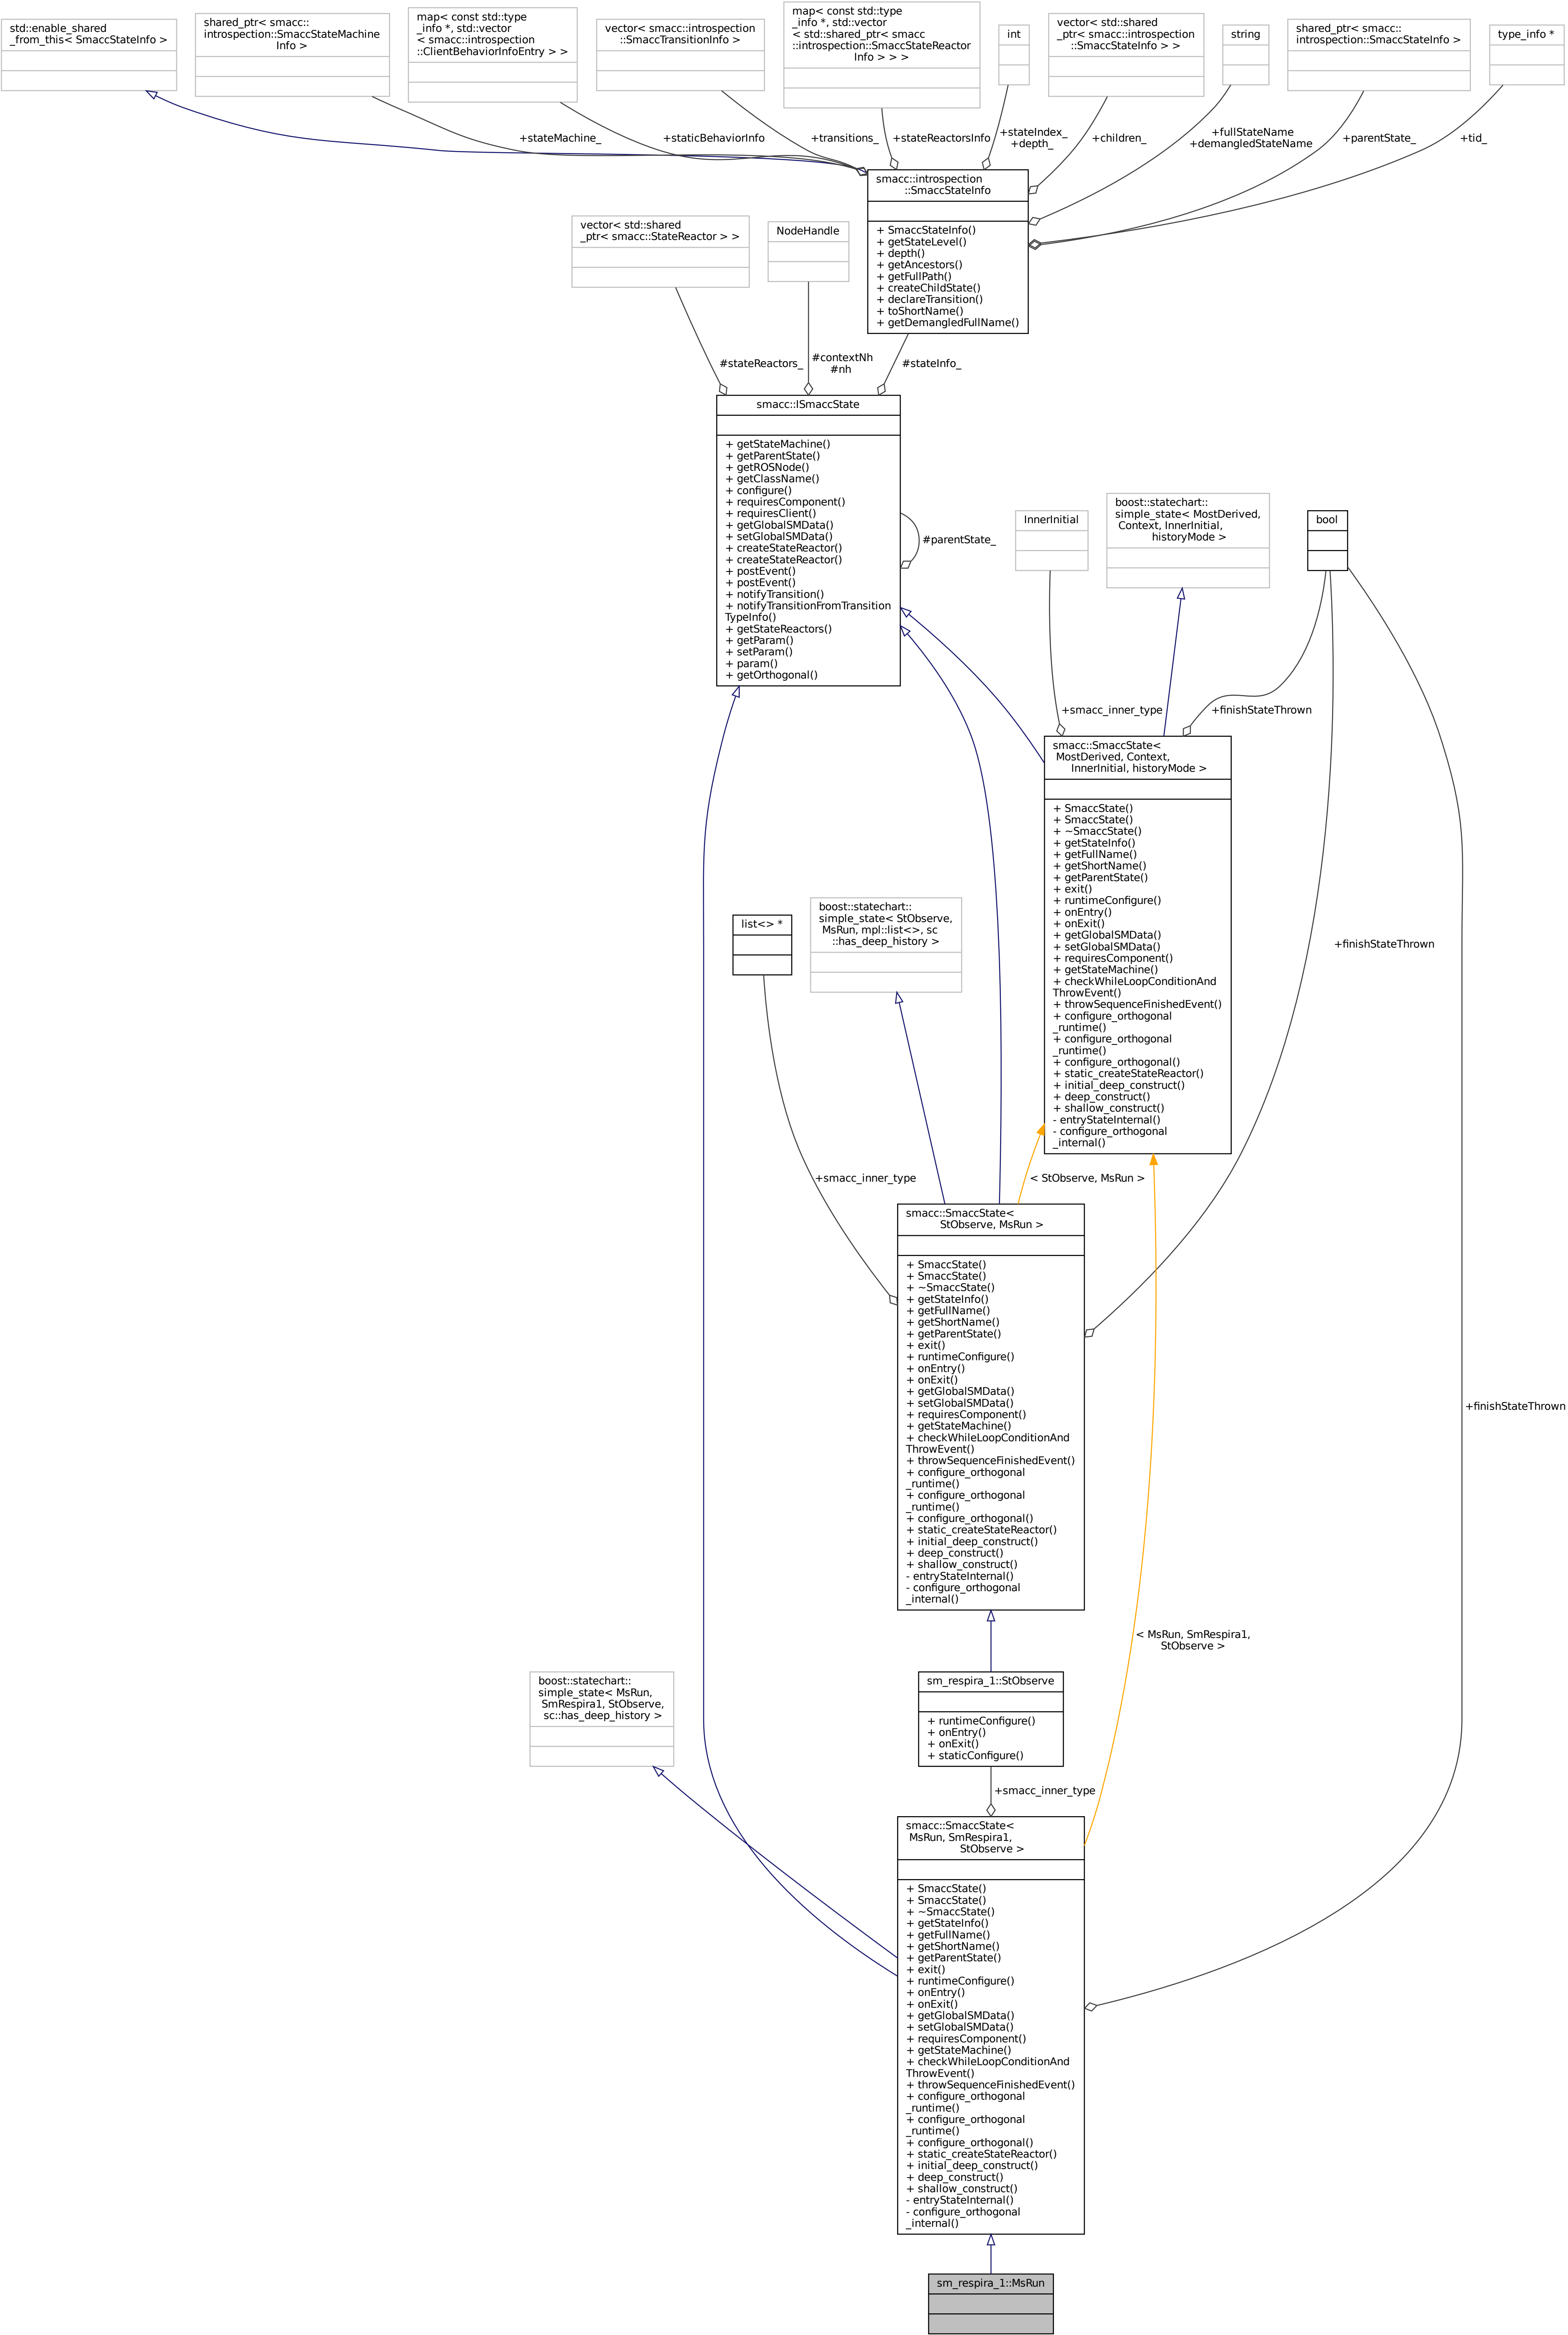 std::enable_shared
_from_this< SmaccStateInfo >
shared_ptr< smacc::
introspection::SmaccStateMachine
Info >
map< const std::type
_info *, std::vector
< smacc::introspection
::ClientBehaviorInfoEntry > >
vector< smacc::introspection
::SmaccTransitionInfo >
map< const std::type
_info *, std::vector
< std::shared_ptr< smacc
::introspection::SmaccStateReactor
Info > > >
int
vector< std::shared
_ptr< smacc::introspection
::SmaccStateInfo > >
string
shared_ptr< smacc::
introspection::SmaccStateInfo >
type_info *
+stateMachine_
+staticBehaviorInfo
+transitions_
+stateReactorsInfo
+stateIndex_
+depth_
+children_
+fullStateName
+demangledStateName
+parentState_
+tid_
smacc::introspection
::SmaccStateInfo
+ SmaccStateInfo()
+ getStateLevel()
+ depth()
+ getAncestors()
+ getFullPath()
+ createChildState()
+ declareTransition()
+ toShortName()
+ getDemangledFullName()
vector< std::shared
_ptr< smacc::StateReactor > >
NodeHandle
#stateReactors_
#contextNh
#nh
#stateInfo_
smacc::ISmaccState
+ getStateMachine()
+ getParentState()
+ getROSNode()
+ getClassName()
+ configure()
+ requiresComponent()
+ requiresClient()
+ getGlobalSMData()
+ setGlobalSMData()
+ createStateReactor()
+ createStateReactor()
+ postEvent()
+ postEvent()
+ notifyTransition()
+ notifyTransitionFromTransition
TypeInfo()
+ getStateReactors()
+ getParam()
+ setParam()
+ param()
+ getOrthogonal()
#parentState_
InnerInitial
boost::statechart::
simple_state< MostDerived,
Context, InnerInitial,
historyMode >
bool
+smacc_inner_type
+finishStateThrown
smacc::SmaccState<
MostDerived, Context,
InnerInitial, historyMode >
+ SmaccState()
+ SmaccState()
+ ~SmaccState()
+ getStateInfo()
+ getFullName()
+ getShortName()
+ getParentState()
+ exit()
+ runtimeConfigure()
+ onEntry()
+ onExit()
+ getGlobalSMData()
+ setGlobalSMData()
+ requiresComponent()
+ getStateMachine()
+ checkWhileLoopConditionAnd
ThrowEvent()
+ throwSequenceFinishedEvent()
+ configure_orthogonal
_runtime()
+ configure_orthogonal
_runtime()
+ configure_orthogonal()
+ static_createStateReactor()
+ initial_deep_construct()
+ deep_construct()
+ shallow_construct()
- entryStateInternal()
- configure_orthogonal
_internal()
list<> *
boost::statechart::
simple_state< StObserve,
MsRun, mpl::list<>, sc
::has_deep_history >
+finishStateThrown
+smacc_inner_type
< StObserve, MsRun >
smacc::SmaccState<
StObserve, MsRun >
+ SmaccState()
+ SmaccState()
+ ~SmaccState()
+ getStateInfo()
+ getFullName()
+ getShortName()
+ getParentState()
+ exit()
+ runtimeConfigure()
+ onEntry()
+ onExit()
+ getGlobalSMData()
+ setGlobalSMData()
+ requiresComponent()
+ getStateMachine()
+ checkWhileLoopConditionAnd
ThrowEvent()
+ throwSequenceFinishedEvent()
+ configure_orthogonal
_runtime()
+ configure_orthogonal
_runtime()
+ configure_orthogonal()
+ static_createStateReactor()
+ initial_deep_construct()
+ deep_construct()
+ shallow_construct()
- entryStateInternal()
- configure_orthogonal
_internal()
+finishStateThrown
< MsRun, SmRespira1,
StObserve >
boost::statechart::
simple_state< MsRun,
SmRespira1, StObserve,
sc::has_deep_history >
sm_respira_1::StObserve
+ runtimeConfigure()
+ onEntry()
+ onExit()
+ staticConfigure()
+smacc_inner_type
smacc::SmaccState<
MsRun, SmRespira1,
StObserve >
+ SmaccState()
+ SmaccState()
+ ~SmaccState()
+ getStateInfo()
+ getFullName()
+ getShortName()
+ getParentState()
+ exit()
+ runtimeConfigure()
+ onEntry()
+ onExit()
+ getGlobalSMData()
+ setGlobalSMData()
+ requiresComponent()
+ getStateMachine()
+ checkWhileLoopConditionAnd
ThrowEvent()
+ throwSequenceFinishedEvent()
+ configure_orthogonal
_runtime()
+ configure_orthogonal
_runtime()
+ configure_orthogonal()
+ static_createStateReactor()
+ initial_deep_construct()
+ deep_construct()
+ shallow_construct()
- entryStateInternal()
- configure_orthogonal
_internal()
sm_respira_1::MsRun